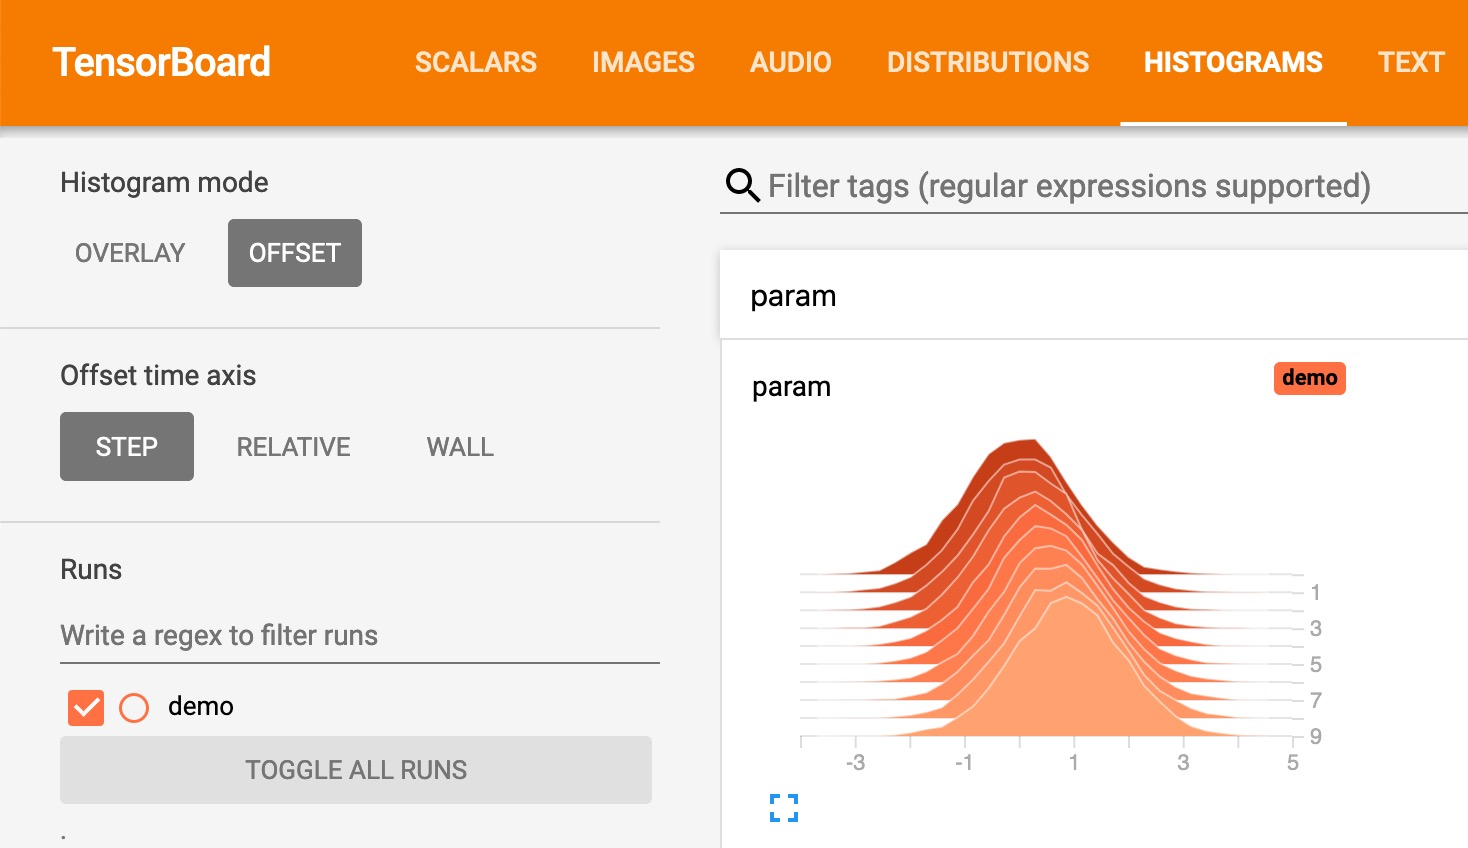 TensorBoard SCALARS IMAGES AUDIO DISTRIBUTIONS HISTOGRAMS TEXT
Histogram mode
OVERLAY OFFSET
Offset time axis
STEP RELATIVE WALL
Runs
Write a regex to filter runs
demo
TOGGLE ALL RUNS
.
Filter tags (regular expressions supported)
param
param demo
1
3
5
7
9
-3 -1 1 3 5